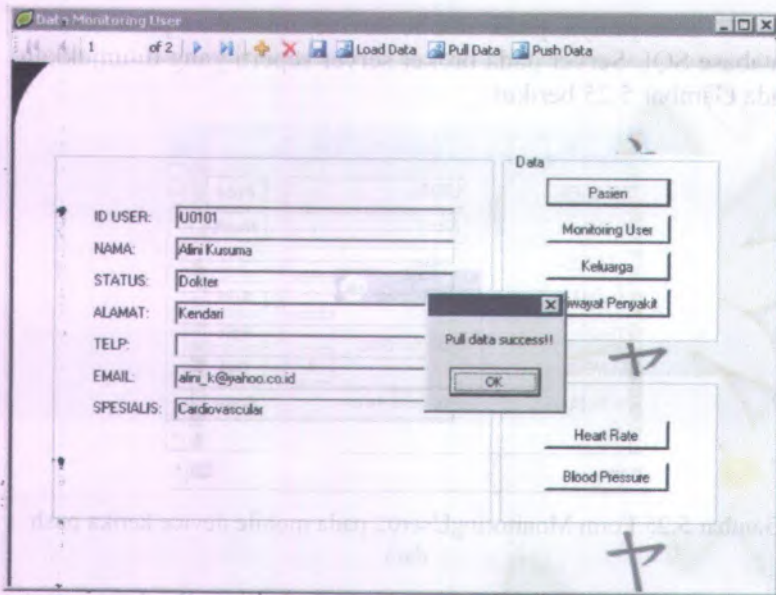 Data Monitoring User
1 of 2 Load Data Pull Data Push Data
Data
Pasien
Monitoring User
Keluarga
iwayat Penyakit
ID USER: U0101
NAMA: Alini Kusuma
STATUS: Dokter
ALAMAT: Kendari
TELP:
EMAIL: alini_k@yahoo.co.id
SPESIALIS: Cardiovascular
Pull data success!!
OK
ヤ
Heart Rate
Blood Pressure
ヤ